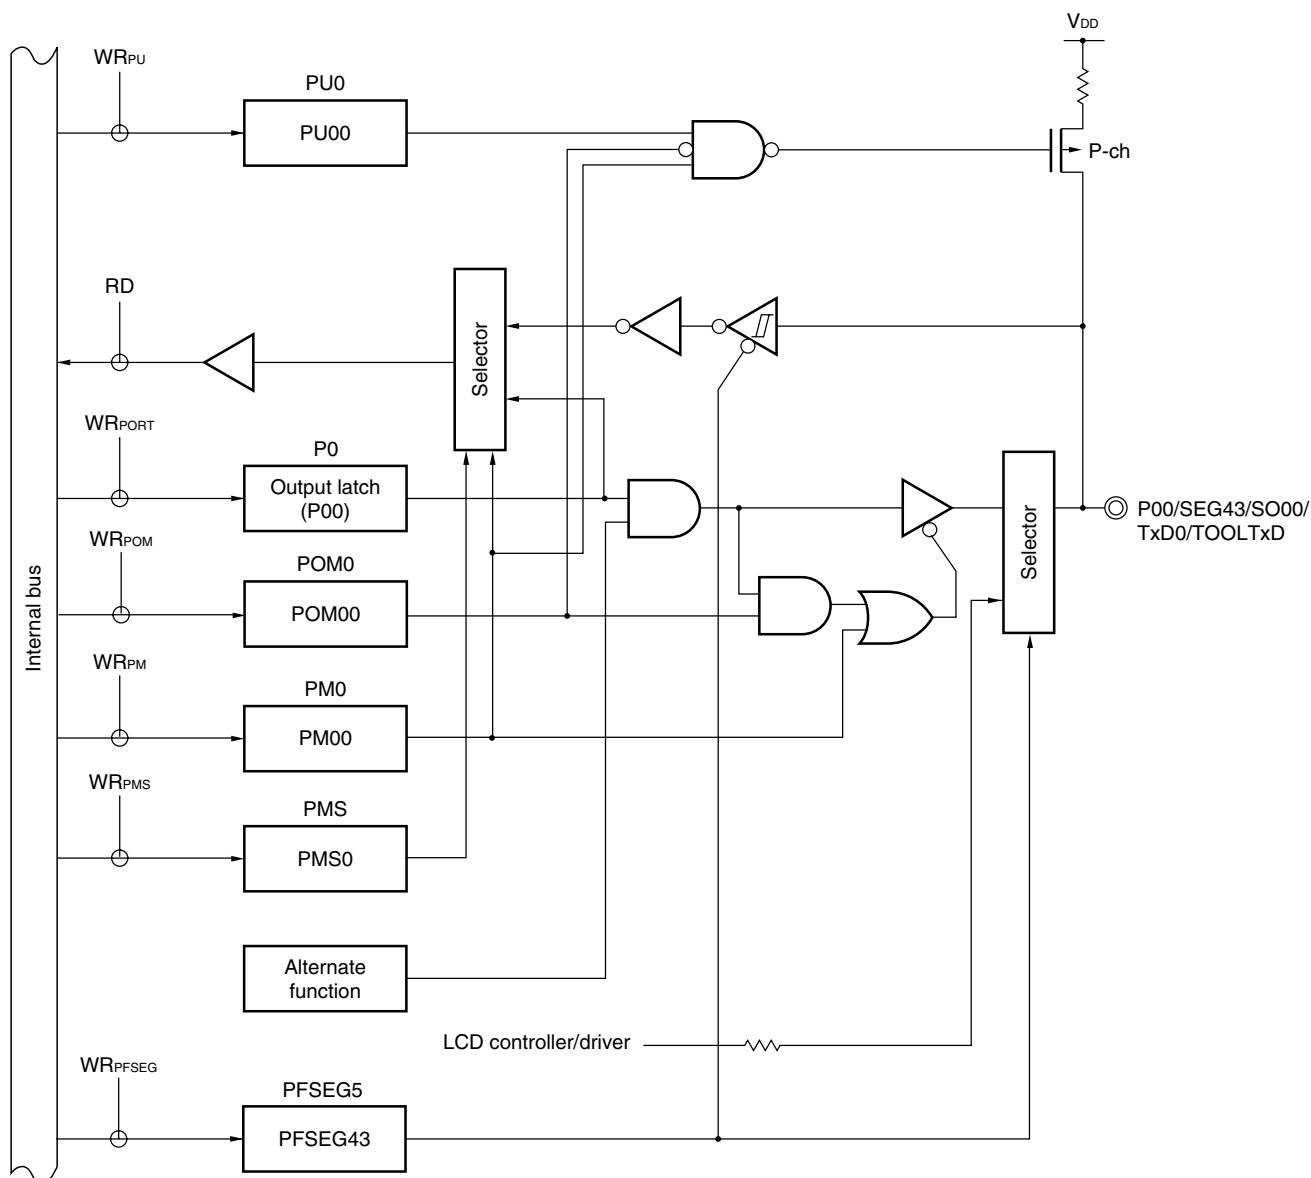 VDD
WRPU
PU0
PU00
P-ch
RD
Selector
WRPORT
P0
Output latch
(P00)
P00/SEG43/SO00/
TxD0/TOOLTxD
Selector
WRPOM
POM0
POM00
Internal bus
WRPM
PM0
PM00
WRPMS
PMS
PMS0
Alternate
function
LCD controller/driver
WRPFSEG
PFSEG5
PFSEG43